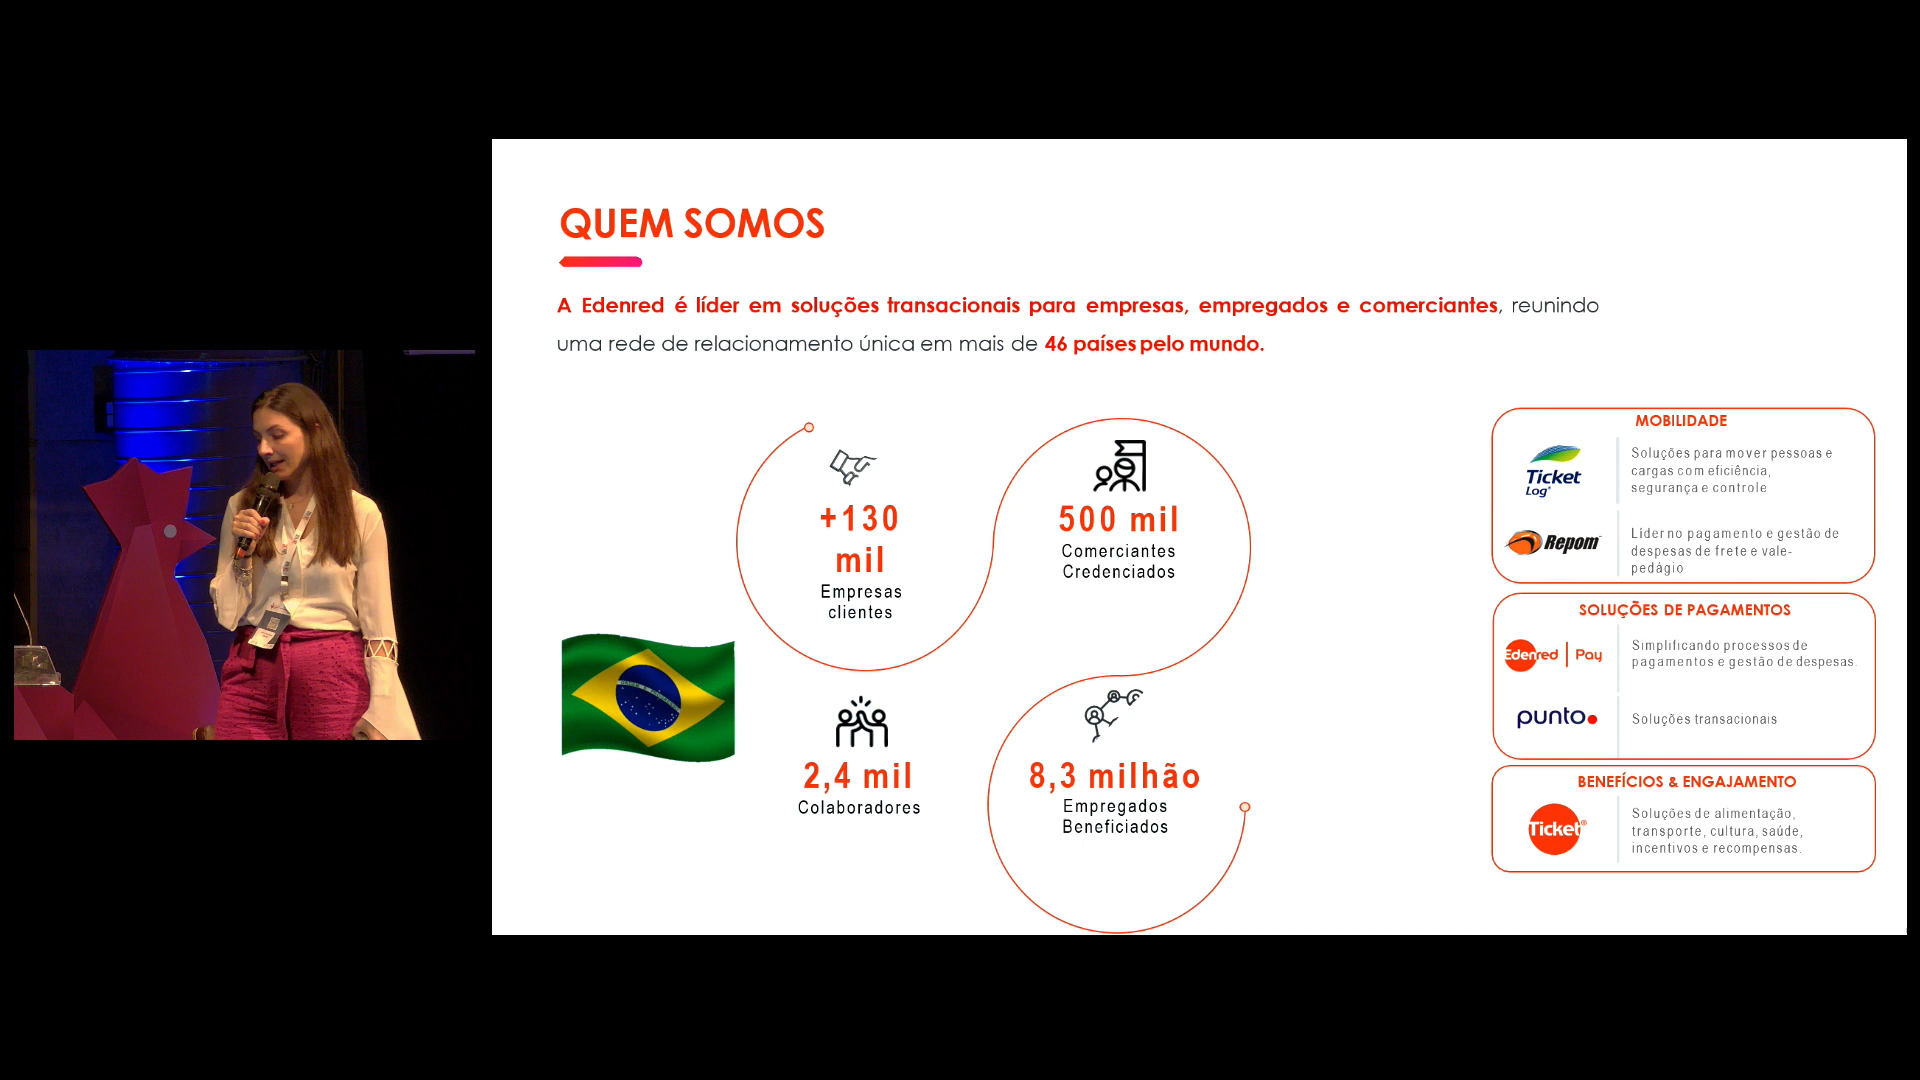 QUEM SOMOS
A Edenred é líder em soluções transacionais para empresas, empregados e comerciantes, reunindo
uma rede de relacionamento única em mais de 46 países pelo mundo.
+130
mil
Empresas
clientes
500 mil
Comerciantes
Credenciados
2,4 mil
Colaboradores
8,3 milhão
Empregados
Beneficiados
MOBILIDADE
Ticket
Log®
Soluções para mover pessoas e
cargas com eficiência,
segurança e controle
Repom
Líder no pagamento e gestão de
despesas de frete e vale-
pedágio
SOLUÇÕES DE PAGAMENTOS
Edenred | Pay
Simplificando processos de
pagamentos e gestão de despesas.
punto.
Soluções transacionais
BENEFÍCIOS & ENGAJAMENTO
Ticket®
Soluções de alimentação,
transporte, cultura, saúde,
incentivos e recompensas.